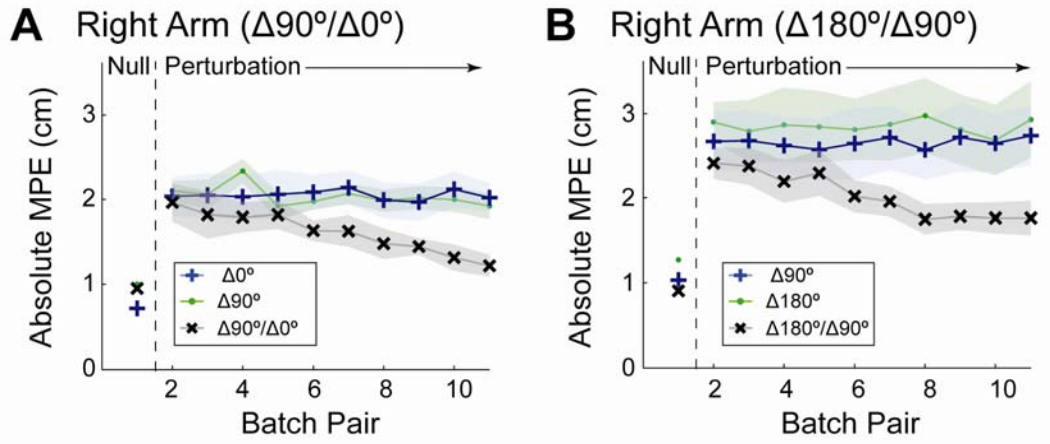 A Right Arm (Δ90º/Δ0º)
Null Perturbation
Absolute MPE (cm)
3
2
1
0
Δ0º
Δ90º
Δ90º/Δ0º
2 4 6 8 10
Batch Pair
B Right Arm (Δ180º/Δ90º)
Null Perturbation
Absolute MPE (cm)
3
2
1
0
Δ90º
Δ180º
Δ180º/Δ90º
2 4 6 8 10
Batch Pair